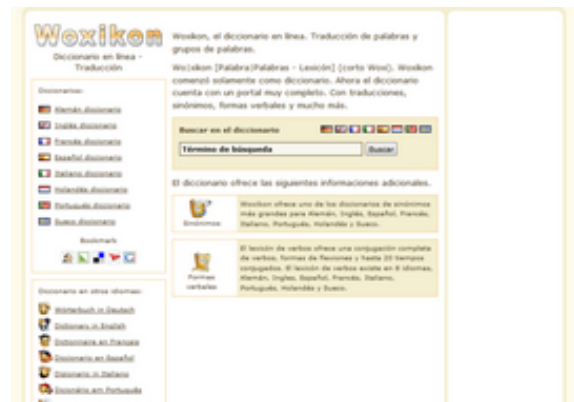 Woxikon
Diccionario en línea -
Traducción
Diccionarios:
Alemán diccionario
Inglés diccionario
Francés diccionario
Español diccionario
Italiano diccionario
Holandés diccionario
Portugués diccionario
Sueco diccionario
Bookmark
Diccionario en otros idiomas:
Wörterbuch in Deutsch
Dictionary in English
Dictionnaire en Français
Diccionario en Español
Dizionario in Italiano
Dicionário em Português
Woxikon, el diccionario en línea. Traducción de palabras y
grupos de palabras.
Wo|xikon [Palabra|Palabras - Lexicón] (corto Woxi). Woxikon
comenzó solamente como diccionario. Ahora el diccionario
cuenta con un portal muy completo. Con traducciones,
sinónimos, formas verbales y mucho más.
Buscar en el diccionario
Término de búsqueda
Buscar
El diccionario ofrece las siguientes informaciones adicionales.
Sinónimos
Woxikon ofrece uno de los diccionarios de sinónimos
más grandes para Alemán, Inglés, Español, Francés,
Italiano, Portugués, Holandés y Sueco.
Formas
verbales
El lexicón de verbos ofrece una conjugación completa
de verbos, formas de flexiones y hasta 20 tiempos
conjugados. El lexicón de verbos existe en 8 idiomas,
Alemán, Ingles, Español, Francés, Italiano,
Portugués, Holandés y Sueco.